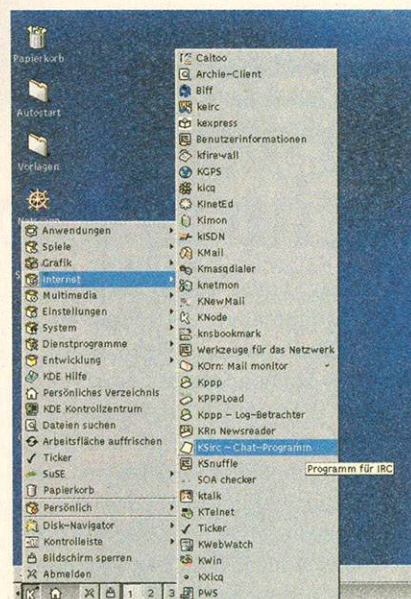 Papierkorb
Autostart
Vorlagen
Anwendungen
Spiele
Grafik
Internet
Multimedia
Einstellungen
System
Dienstprogramme
Entwicklung
KDE Hilfe
Persönliches Verzeichnis
KDE Kontrollzentrum
Dateien suchen
Arbeitsfläche auffrischen
Ticker
SuSE
Papierkorb
Persönlich
Disk-Navigator
Kontrolleiste
Bildschirm sperren
Abmelden
Caitoo
Archie-Client
Biff
keirc
kexpress
Benutzerinformationen
kfirewall
KGPS
kicq
KinetEd
Kimon
kISDN
KMail
Kmasqdialer
knetmon
KNewMail
KNode
knsbookmark
Werkzeuge für das Netzwerk
KOrn: Mail monitor
Kppp
KPPPLoad
Kppp - Log-Betrachter
KRn Newsreader
KSirc - Chat-Programm
KSnuffle
SOA checker
ktalk
KTelnet
Ticker
KWebWatch
KWin
KXicq
PWS
Programm für IRC
K
1 2 3